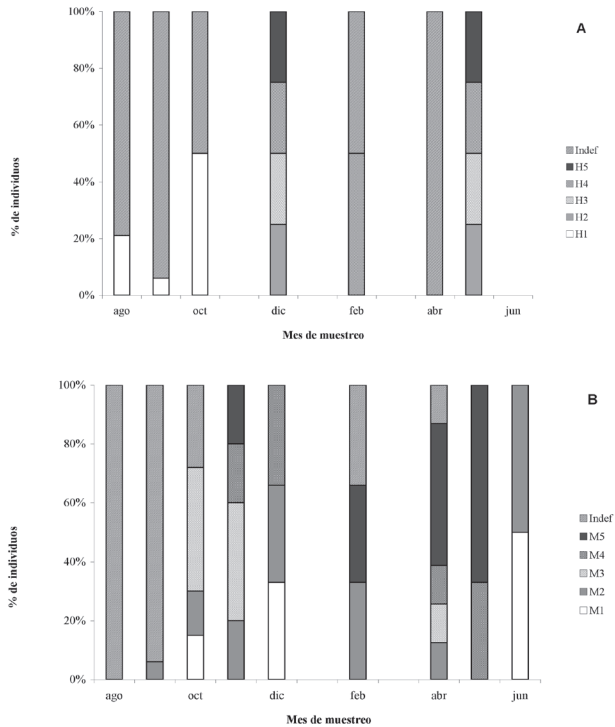 A
100%
80%
60%
40%
20%
0%
% de individuos
ago oct dic feb abr jun
Mes de muestreo
Indef
H5
H4
H3
H2
H1
B
100%
80%
60%
40%
20%
0%
% de individuos
ago oct dic feb abr jun
Mes de muestreo
Indef
M5
M4
M3
M2
M1